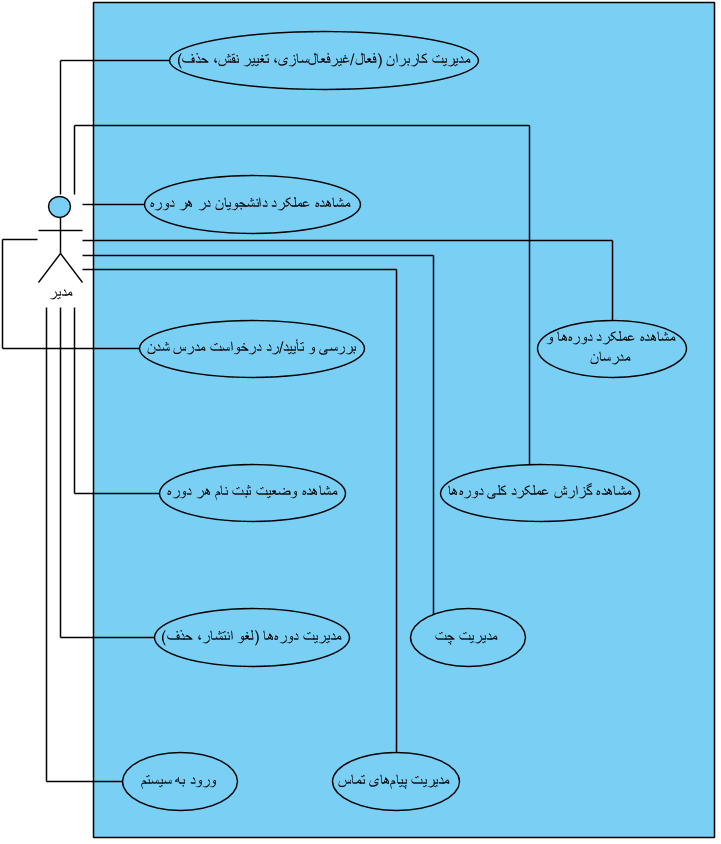 مدیریت کاربران (فعال/غیرفعال‌سازی، تغییر نقش، حذف)
مشاهده عملکرد دانشجویان در هر دوره
مدیر
مشاهده عملکرد دوره‌ها و
مدرسان
بررسی و تأیید/رد درخواست مدرس شدن
مشاهده گزارش عملکرد کلی دوره‌ها
مشاهده وضعیت ثبت نام هر دوره
مدیریت چت
مدیریت دوره‌ها (لغو انتشار، حذف)
مدیریت پیام‌های تماس
ورود به سیستم